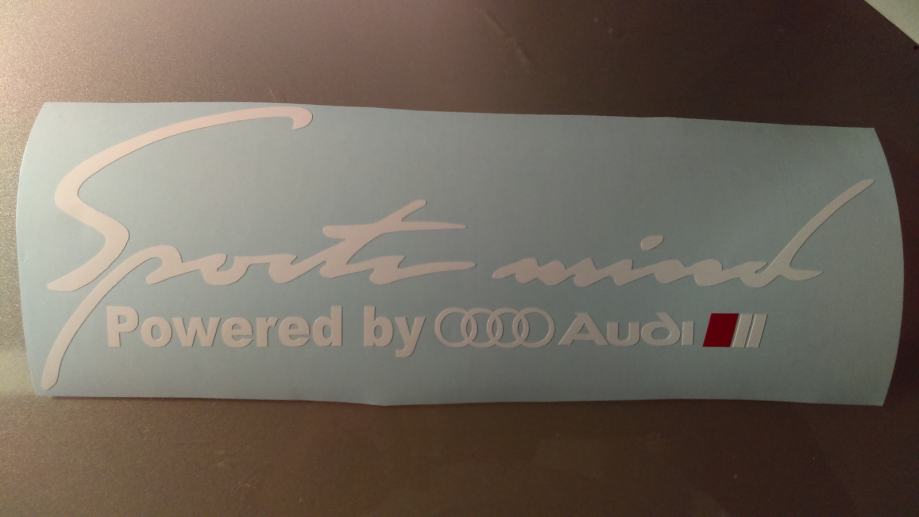 Sports mind
Powered by Audi